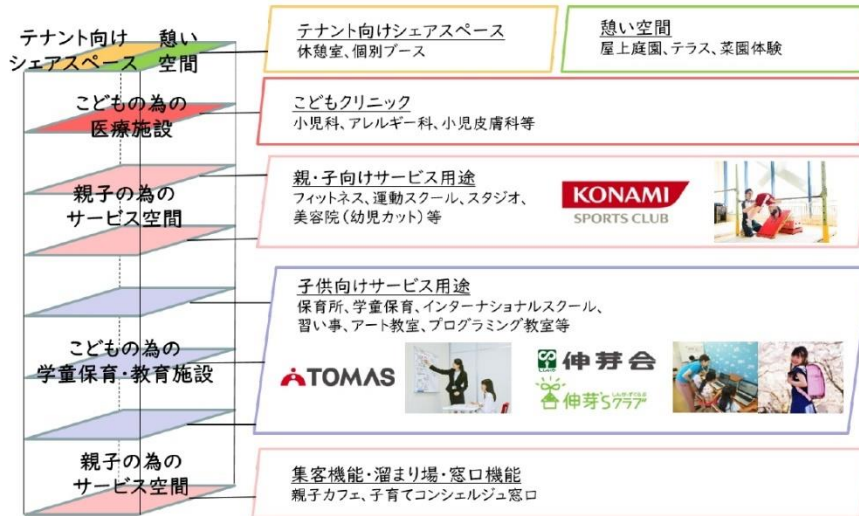 テナント向け
シェアスペース
憩い
空間
テナント向けシェアスペース
休憩室、個別ブース
憩い空間
屋上庭園、テラス、菜園体験
こどもの為の
医療施設
こどもクリニック
小児科、アレルギー科、小児皮膚科等
親子の為の
サービス空間
親・子向けサービス用途
フィットネス、運動スクール、スタジオ、
美容院(幼児カット)等
KONAMI
SPORTS CLUB
こどもの為の
学童保育・教育施設
子供向けサービス用途
保育所、学童保育、インターナショナルスクール、
習い事、アート教室、プログラミング教室等
TOMAS
伸芽会
伸芽'Sクラブ
親子の為の
サービス空間
集客機能・溜まり場・窓口機能
親子カフェ、子育てコンシェルジュ窓口